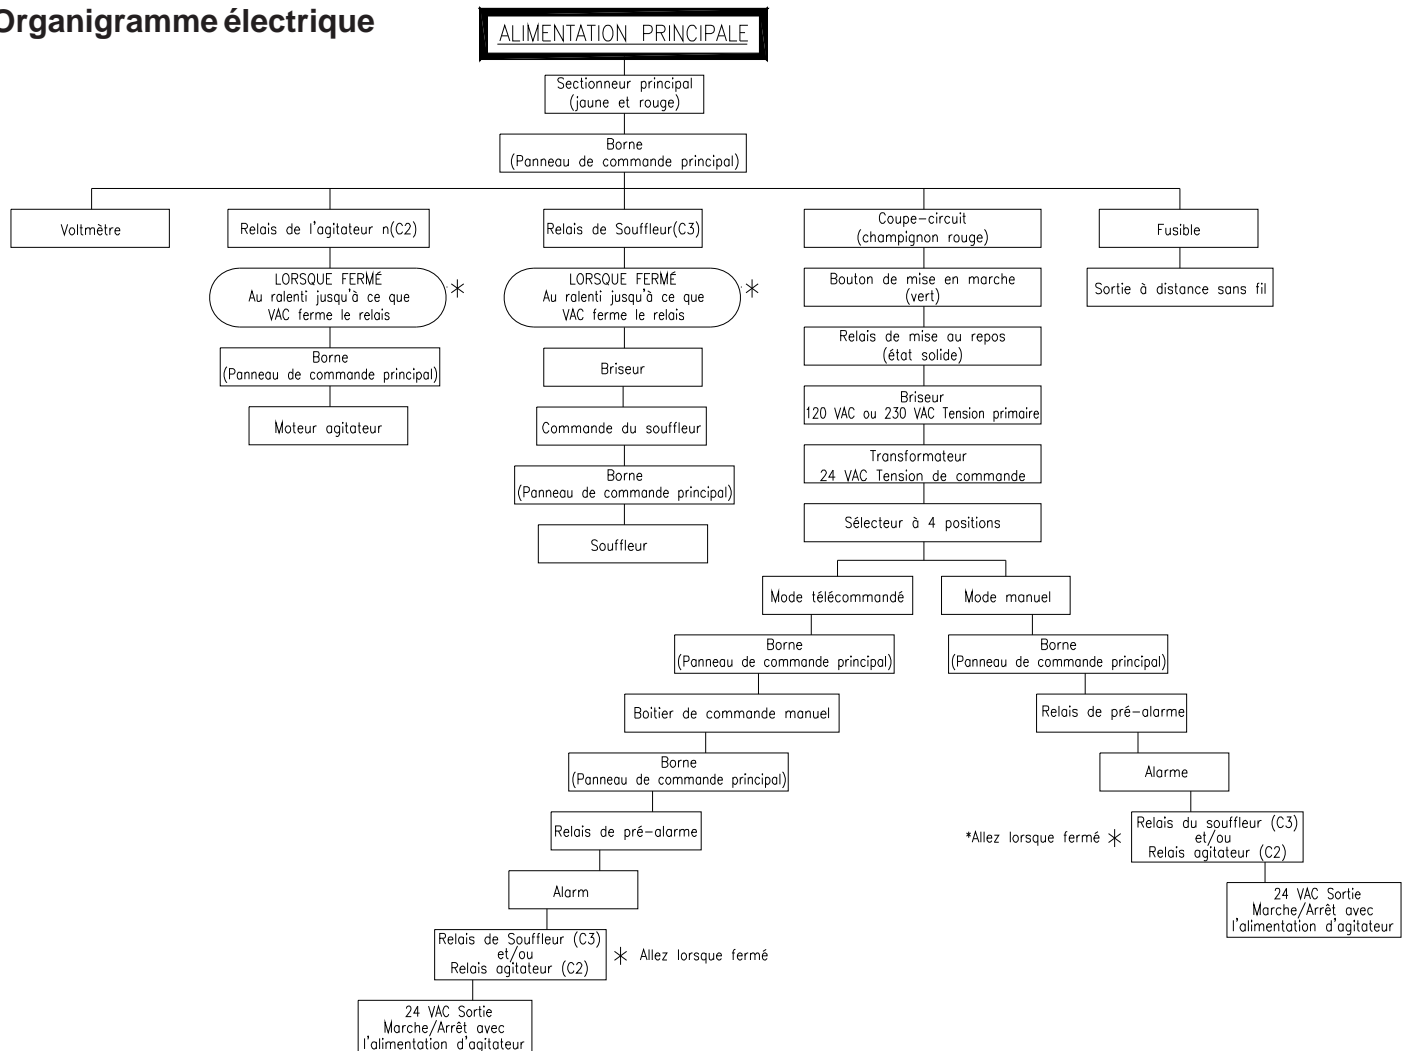 Organigramme électrique
ALIMENTATION PRINCIPALE
Sectionneur principal
(jaune et rouge)
Borne
(Panneau de commande principal)
Voltmètre
Relais de l'agitateur n(C2)
Relais de Souffleur(C3)
Coupe-circuit
(champignon rouge)
Fusible
LORSQUE FERMÉ
Au ralenti jusqu'à ce que
VAC ferme le relais
*
LORSQUE FERMÉ
Au ralenti jusqu'à ce que
VAC ferme le relais
*
Bouton de mise en marche
(vert)
Sortie à distance sans fil
Borne
(Panneau de commande principal)
Briseur
Relais de mise au repos
(état solide)
Moteur agitateur
Commande du souffleur
Briseur
120 VAC ou 230 VAC Tension primaire
Borne
(Panneau de commande principal)
Transformateur
24 VAC Tension de commande
Souffleur
Sélecteur à 4 positions
Mode télécommandé
Mode manuel
Borne
(Panneau de commande principal)
Borne
(Panneau de commande principal)
Boitier de commande manuel
Relais de pré-alarme
Borne
(Panneau de commande principal)
Alarme
Relais de pré-alarme
*Allez lorsque fermé *
Relais du souffleur (C3)
et/ou
Relais agitateur (C2)
Alarm
24 VAC Sortie
Marche/Arrêt avec
l'alimentation d'agitateur
Relais de Souffleur (C3)
et/ou
Relais agitateur (C2)
* Allez lorsque fermé
24 VAC Sortie
Marche/Arrêt avec
l'alimentation d'agitateur